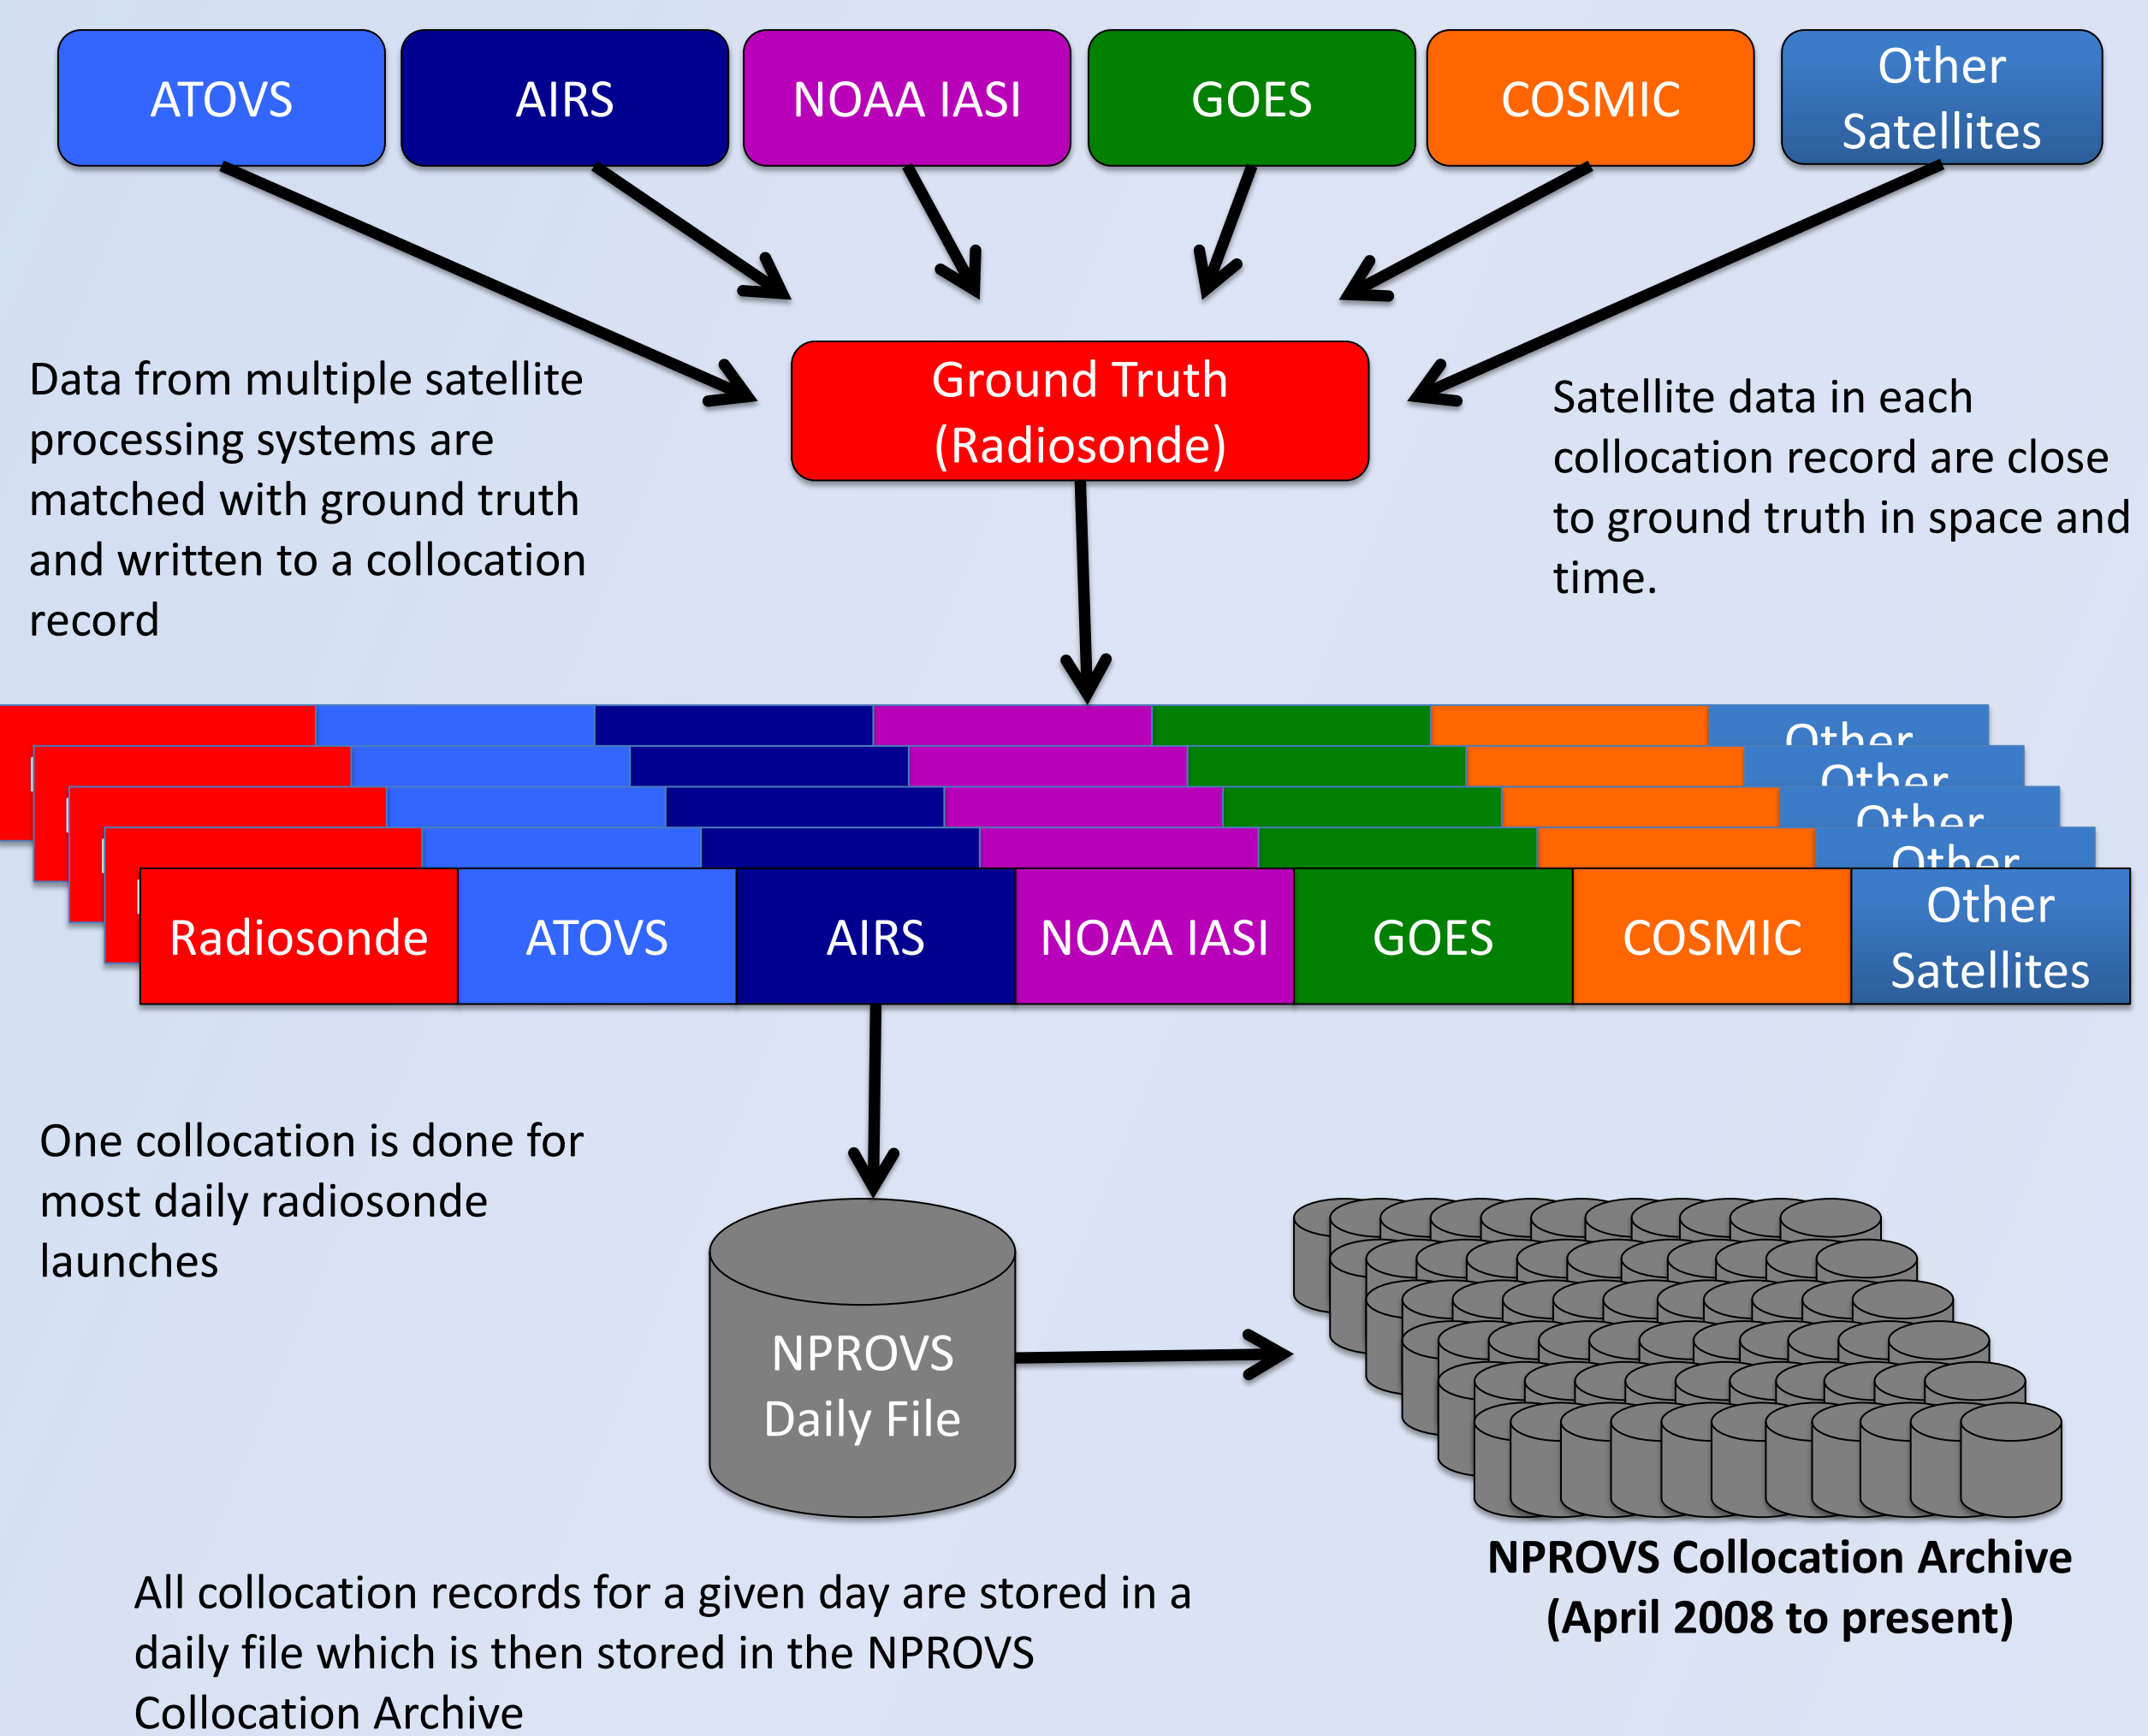 ATOVS
AIRS
NOAA IASI
GOES
COSMIC
Other
Satellites
Ground Truth
(Radiosonde)
Data from multiple satellite
processing systems are
matched with ground truth
and written to a collocation
record
Satellite data in each
collocation record are close
to ground truth in space and
time.
Other
Other
Other
Other
Radiosonde
ATOVS
AIRS
NOAA IASI
GOES
COSMIC
Other
Satellites
One collocation is done for
most daily radiosonde
launches
NPROVS
Daily File
NPROVS Collocation Archive
(April 2008 to present)
All collocation records for a given day are stored in a
daily file which is then stored in the NPROVS
Collocation Archive